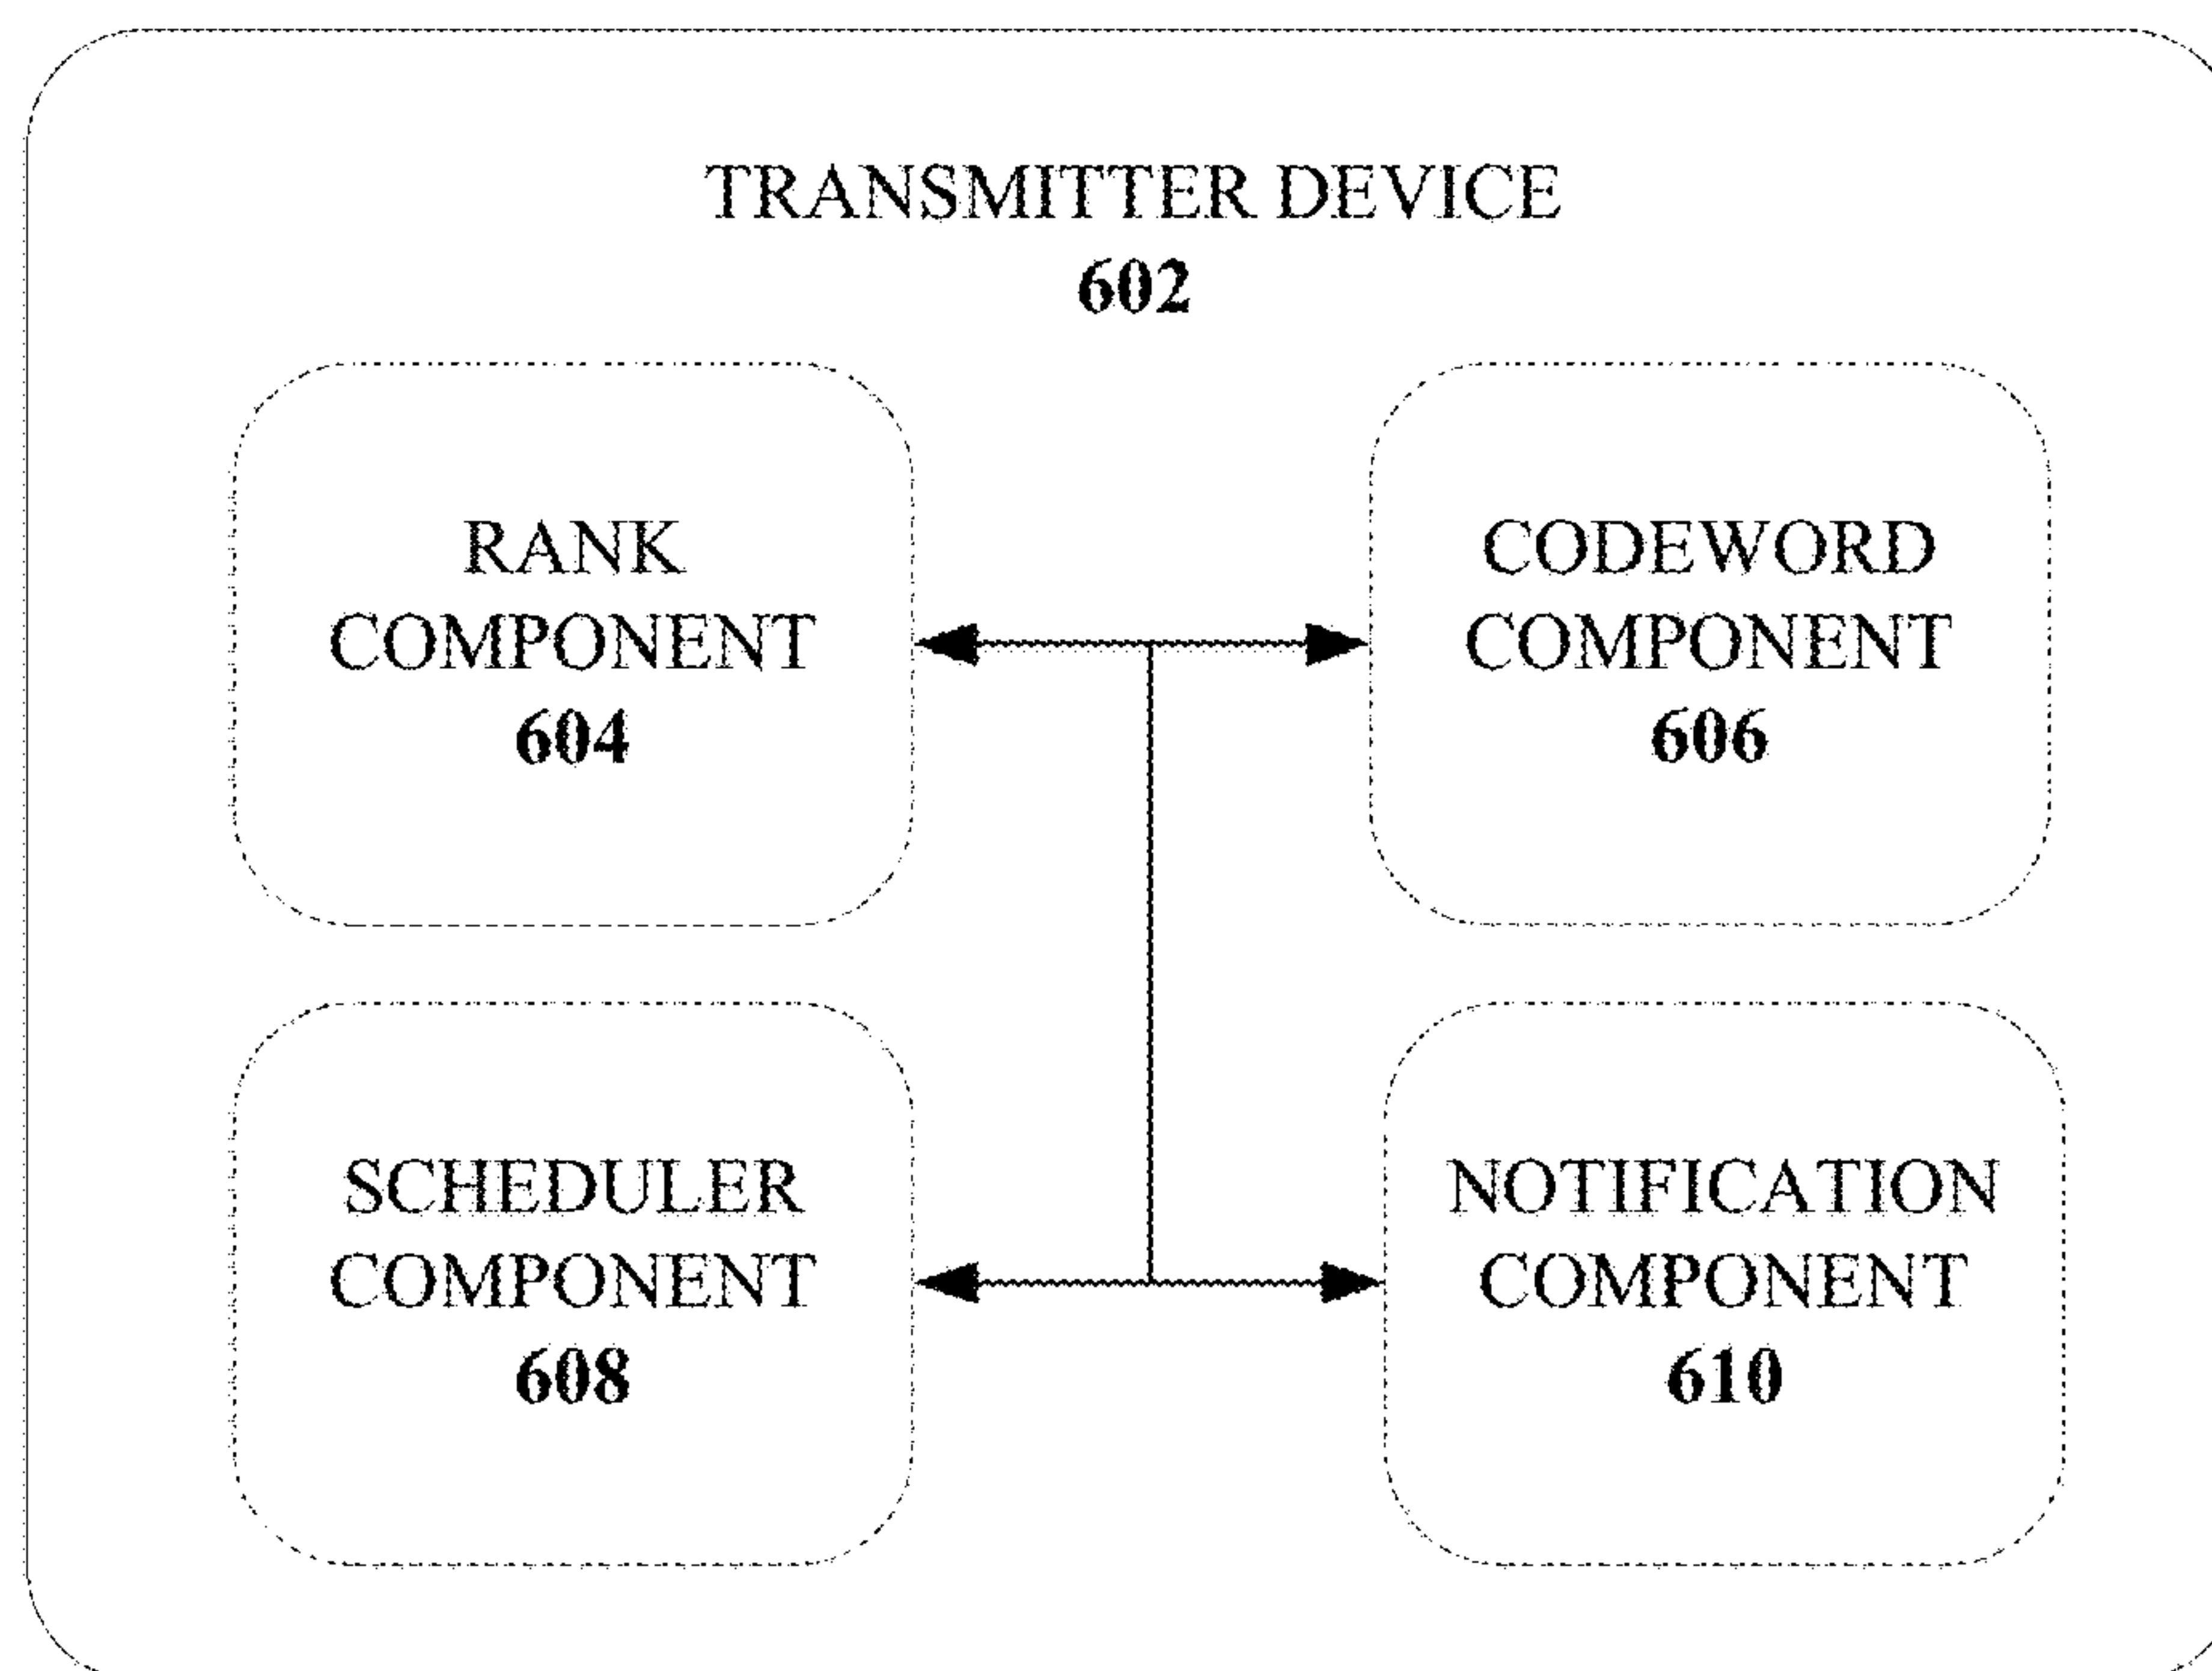 TRANSMITTER DEVICE
602
RANK
COMPONENT
604
CODEWORD
COMPONENT
606
SCHEDULER
COMPONENT
608
NOTIFICATION
COMPONENT
610